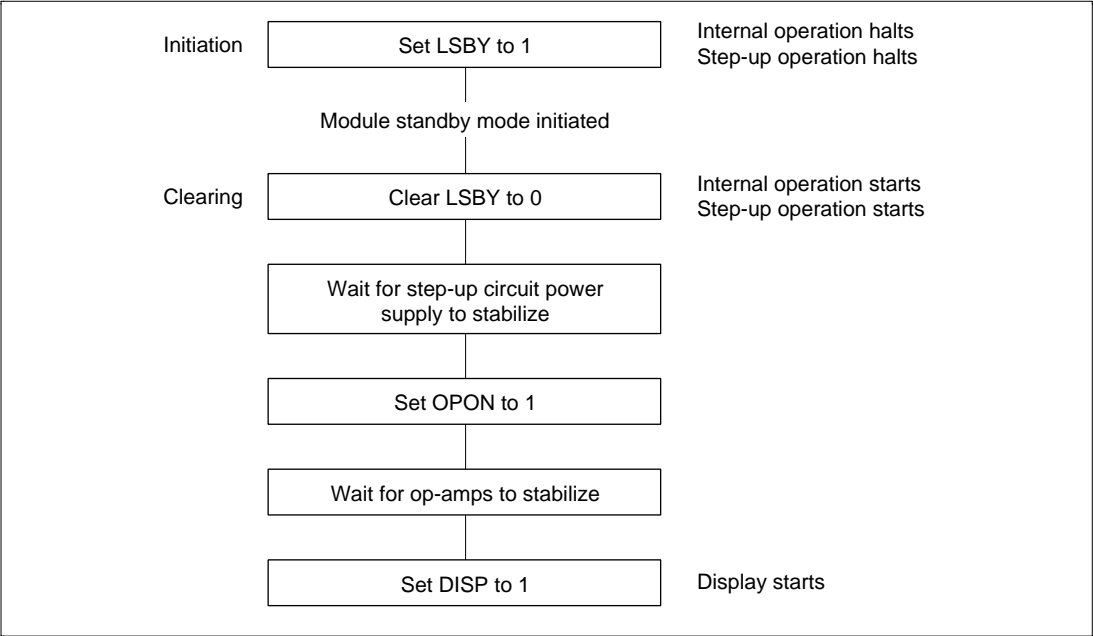 Initiation
Set LSBY to 1
Internal operation halts
Step-up operation halts
Module standby mode initiated
Clearing
Clear LSBY to 0
Internal operation starts
Step-up operation starts
Wait for step-up circuit power
supply to stabilize
Set OPON to 1
Wait for op-amps to stabilize
Set DISP to 1
Display starts